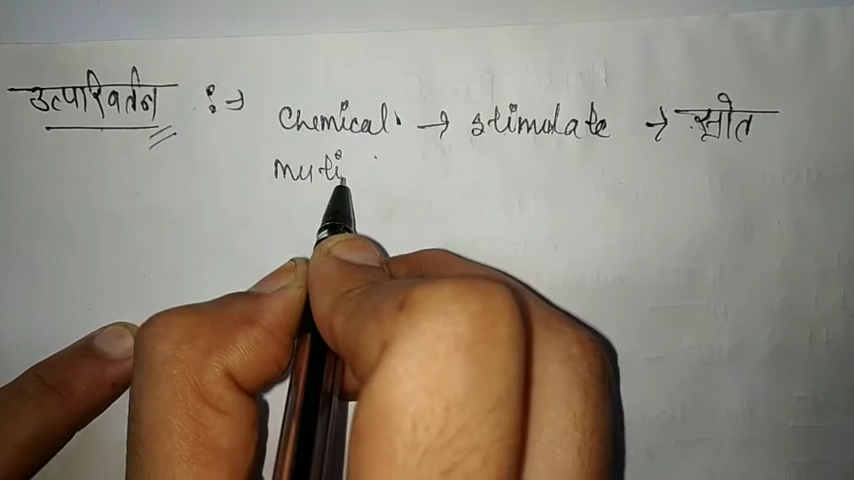 उत्परिवर्तन :→ Chemical. → stimulate → स्रोत
muti